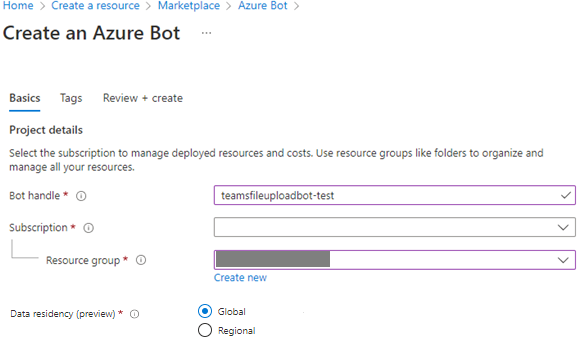 Home > Create a resource > Marketplace > Azure Bot >
Create an Azure Bot ...
Basics Tags Review + create
Project details
Select the subscription to manage deployed resources and costs. Use resource groups like folders to organize and
manage all your resources.
Bot handle * teamsfileuploadbot-test
Subscription *
Resource group *
Create new
Data residency (preview) * Global
Regional